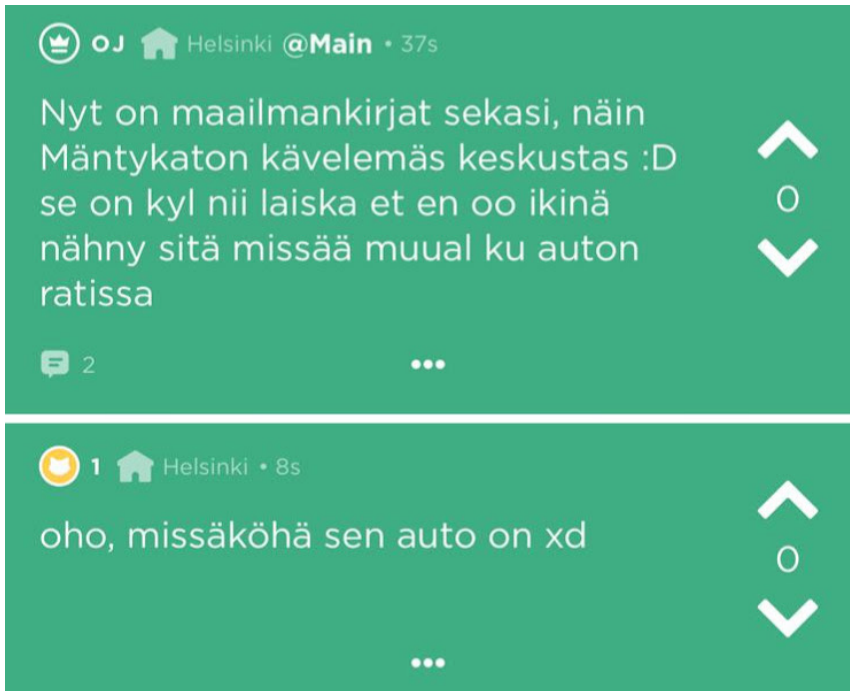 OJ Helsinki @Main • 37s
Nyt on maailmankirjat sekasi, näin
Mäntykaton kävelemäs keskustas :D
se on kyl nii laiska et en oo ikinä
nähny sitä missää muual ku auton
ratissa
0
2
1 Helsinki • 8s
oho, missäköhä sen auto on xd
0